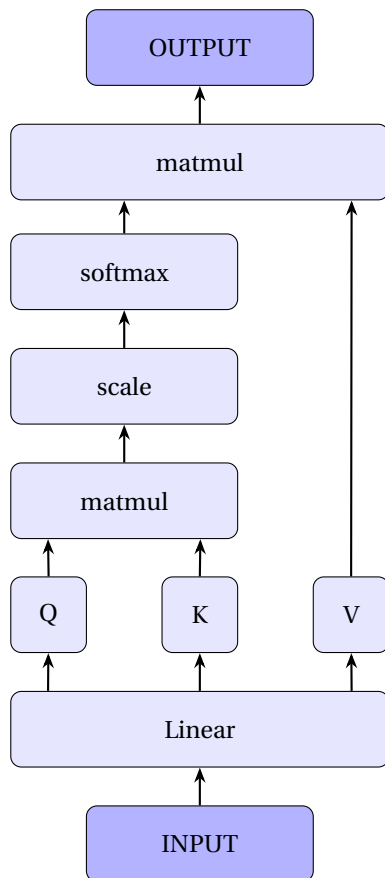 OUTPUT
matmul
softmax
scale
matmul
Q K V
Linear
INPUT